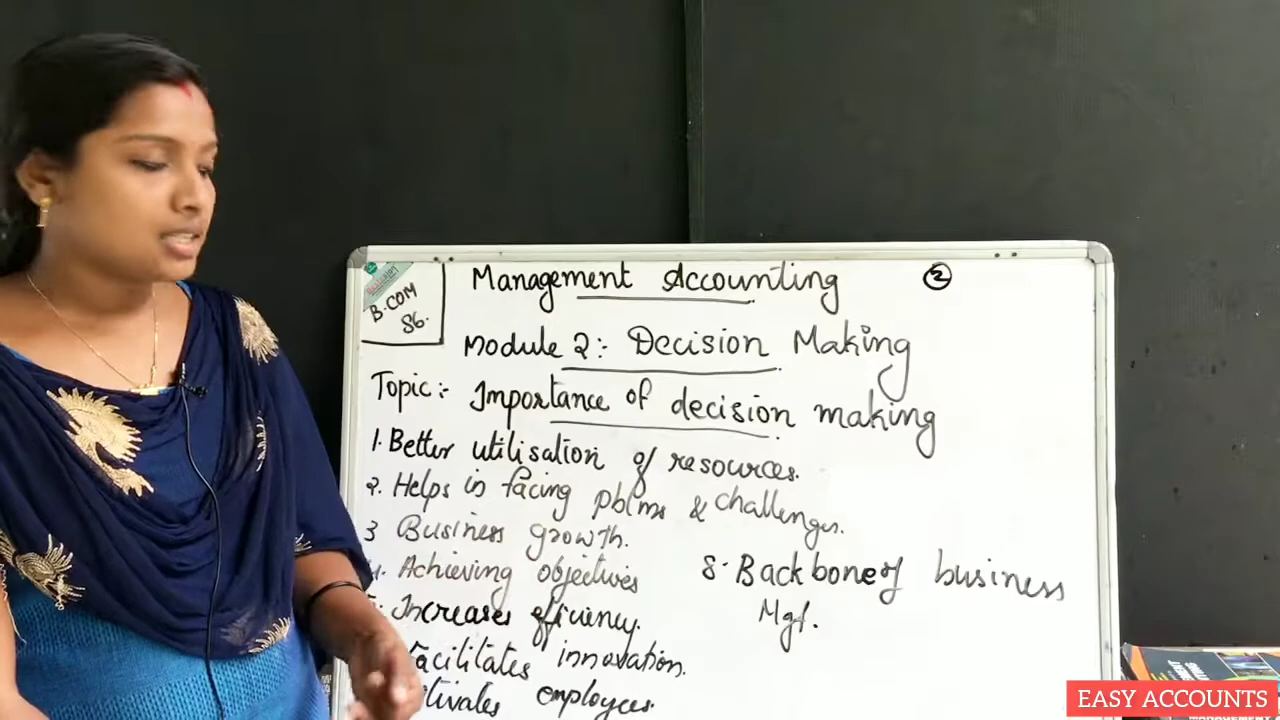 B.COM
S6.
Management Accounting
2
Module 2:- Decision Making
Topic:- Importance of decision making
1. Better utilisation of resources.
2. Helps in facing pblms & challenges.
3 Business growth.
4. Achieving objectives
Increases efficiency.
facilitates innovation.
employees.
8. Backbone of business
Mgt.
EASY ACCOUNTS